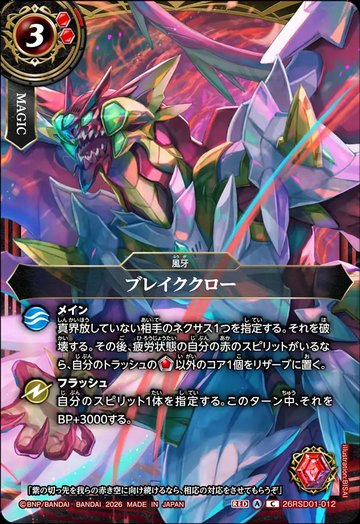 3
MAGIC
風牙
ブレイククロー
メイン
真界放していない相手のネクサス1つを指定する。それを破
壊する。その後、疲労状態の自分の赤のスピリットがいるな
ら、自分のトラッシュの以外のコア1個をリザーブに置く。
フラッシュ
自分のスピリット1体を指定する。このターン中、それを
BP+3000する。
「紫の切っ先を我らの赤き空に向け続けるなら、相応の対応をさせてもらうぞ」
©BNP/BANDAI BANDAI 2026 MADE IN JAPAN
RED A C 26RSD01-012
Illustration:BISAI